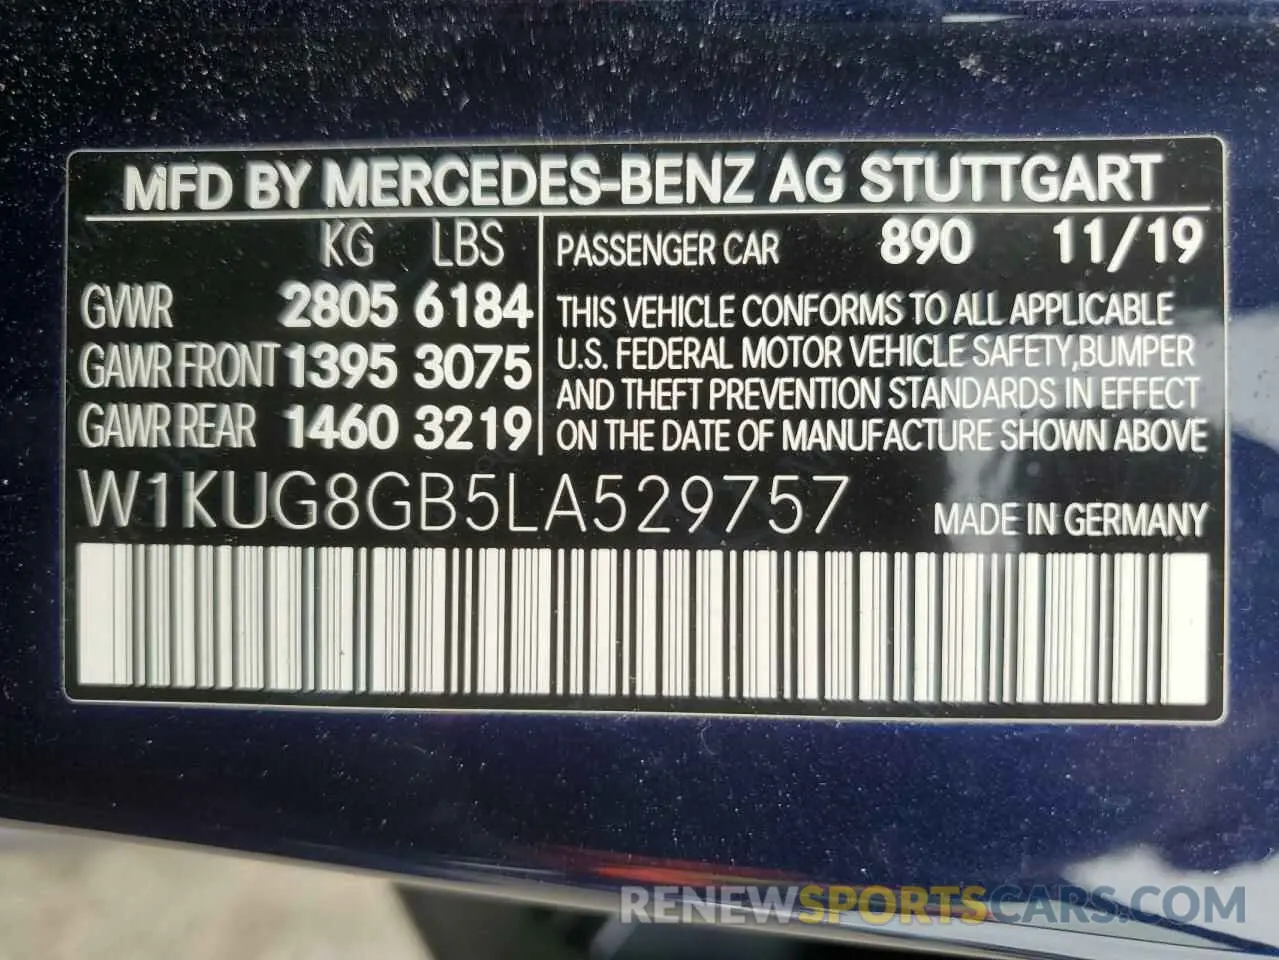 MFD BY MERCEDES-BENZ AG STUTTGART
KG LBS
GVWR 2805 6184
GAWR FRONT 1395 3075
GAWR REAR 1460 3219
PASSENGER CAR 890 11/19
THIS VEHICLE CONFORMS TO ALL APPLICABLE
U.S. FEDERAL MOTOR VEHICLE SAFETY,BUMPER
AND THEFT PREVENTION STANDARDS IN EFFECT
ON THE DATE OF MANUFACTURE SHOWN ABOVE
W1KUG8GB5LA529757
MADE IN GERMANY
RENEWSPORTSCARS.COM